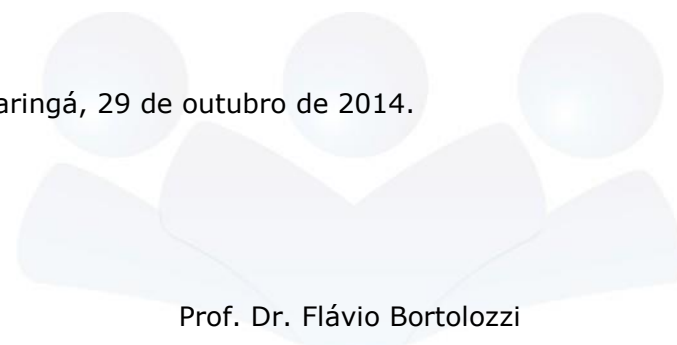 aringá, 29 de outubro de 2014.
Prof. Dr. Flávio Bortolozzi